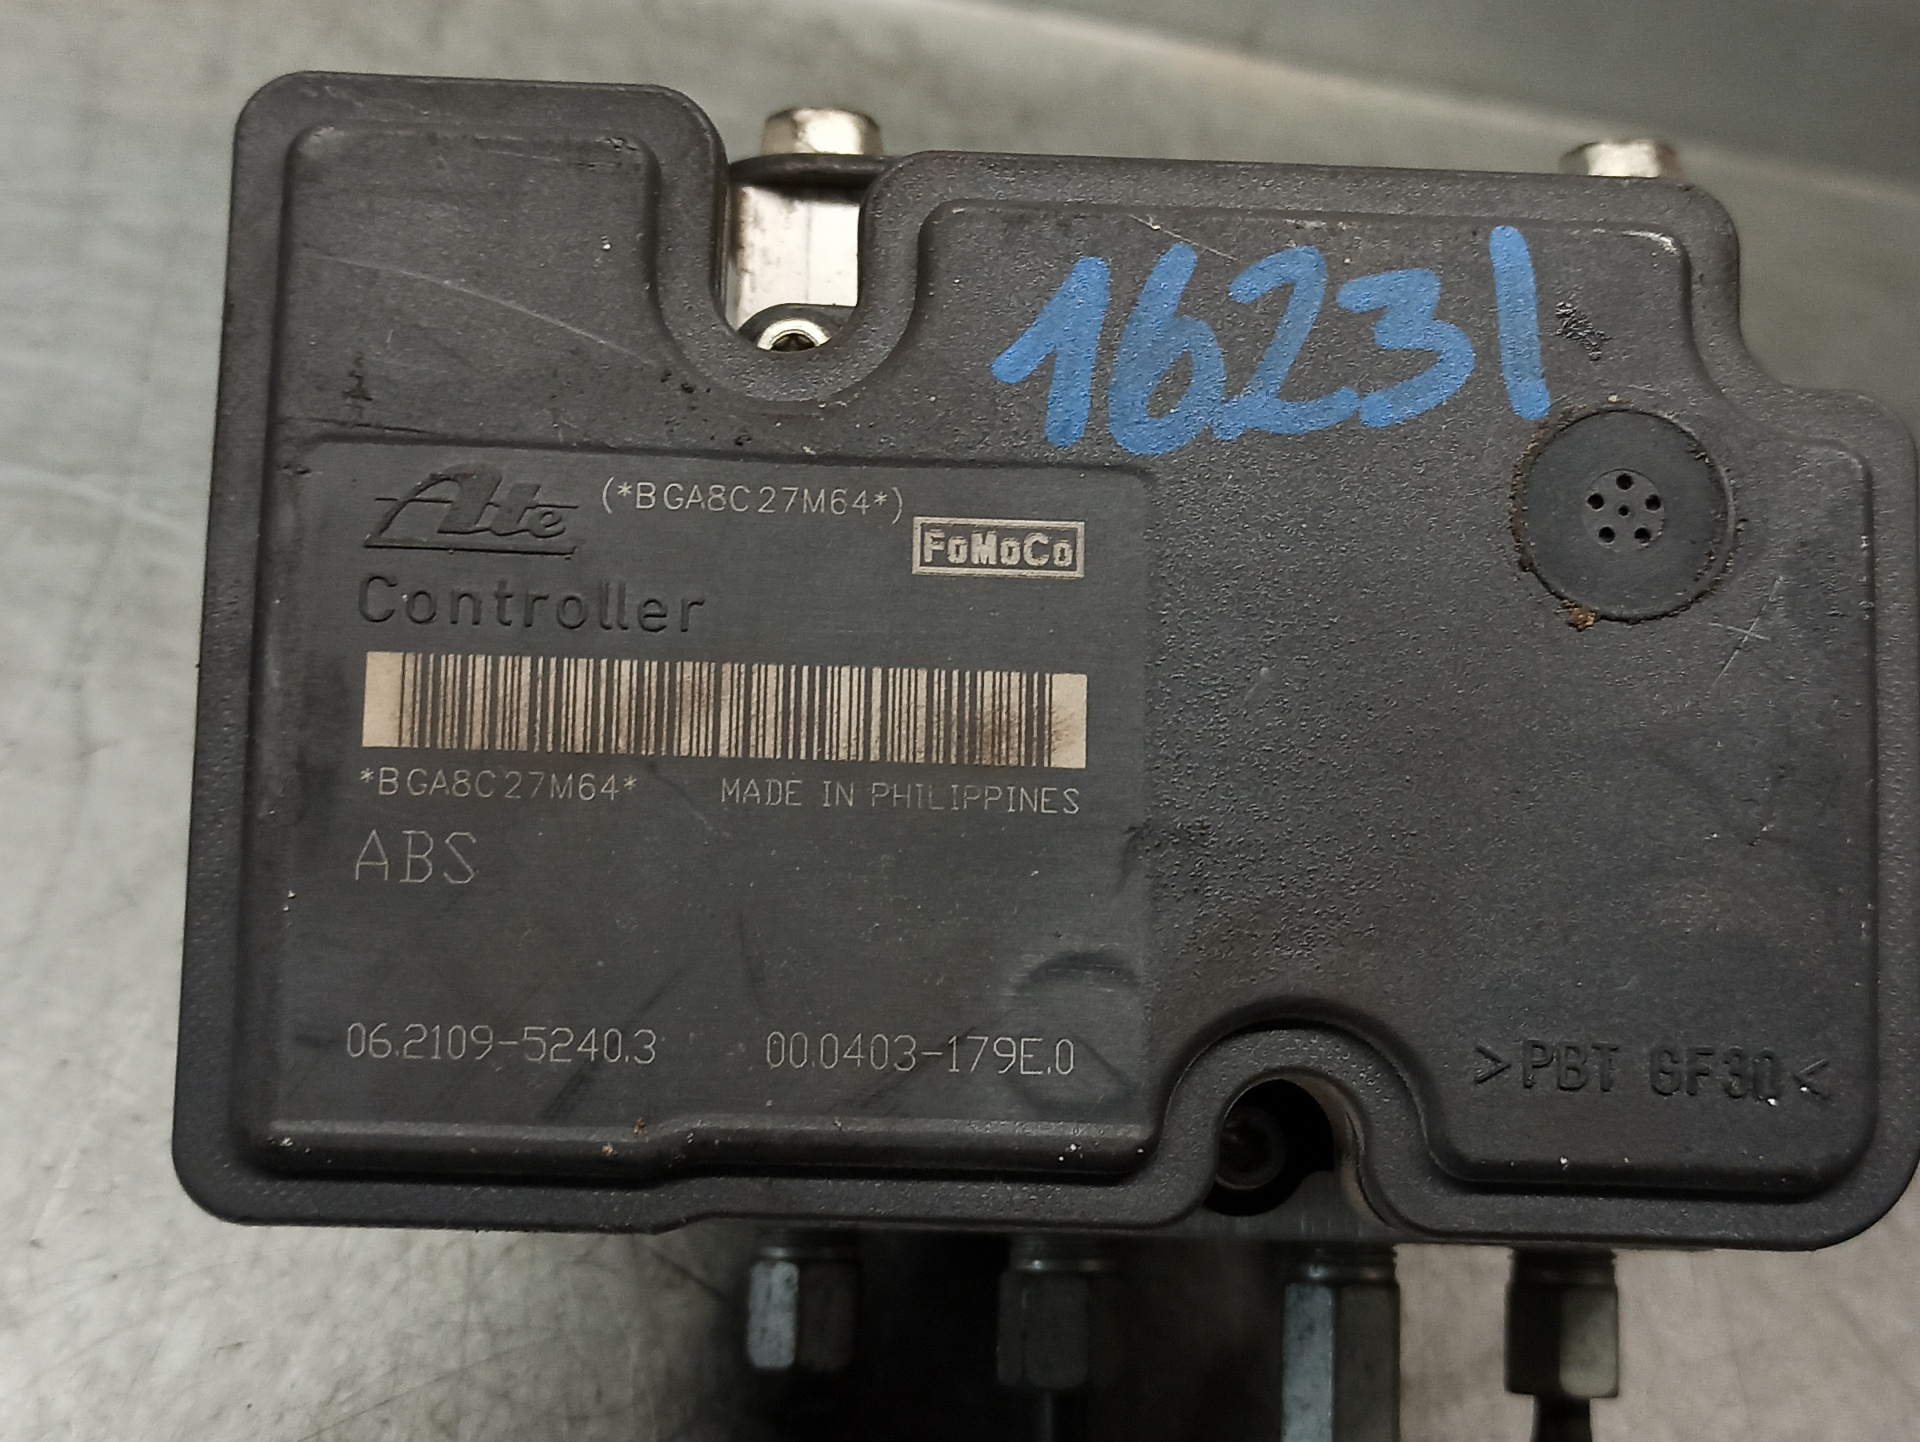 16231
Ate (*BGA8C27M64*)
FoMoCo
Controller
*BGA8C27M64* MADE IN PHILIPPINES
ABS
06.2109-5240.3 00.0403-179E.0
>PBT GF30<